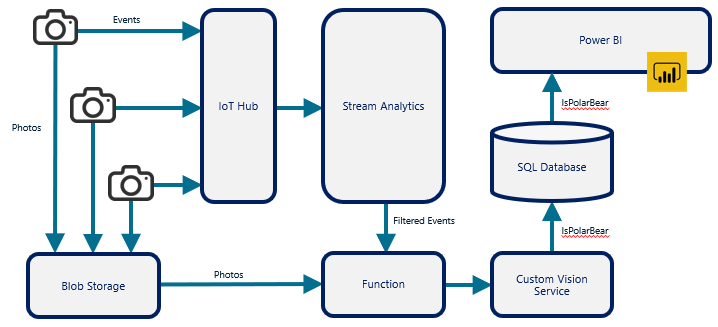 Events
Power BI
IoT Hub
Stream Analytics
IsPolarBear
Photos
SQL Database
Filtered Events
IsPolarBear
Blob Storage
Photos
Function
Custom Vision
Service